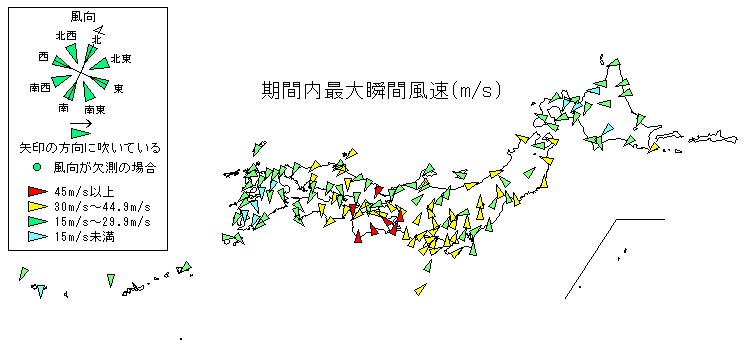 風向
北西
北
西
北東
南西
東
南
南東
矢印の方向に吹いている
風向が欠測の場合
45m/s以上
30m/s～44.9m/s
15m/s～29.9m/s
15m/s未満
期間内最大瞬間風速(m/s)